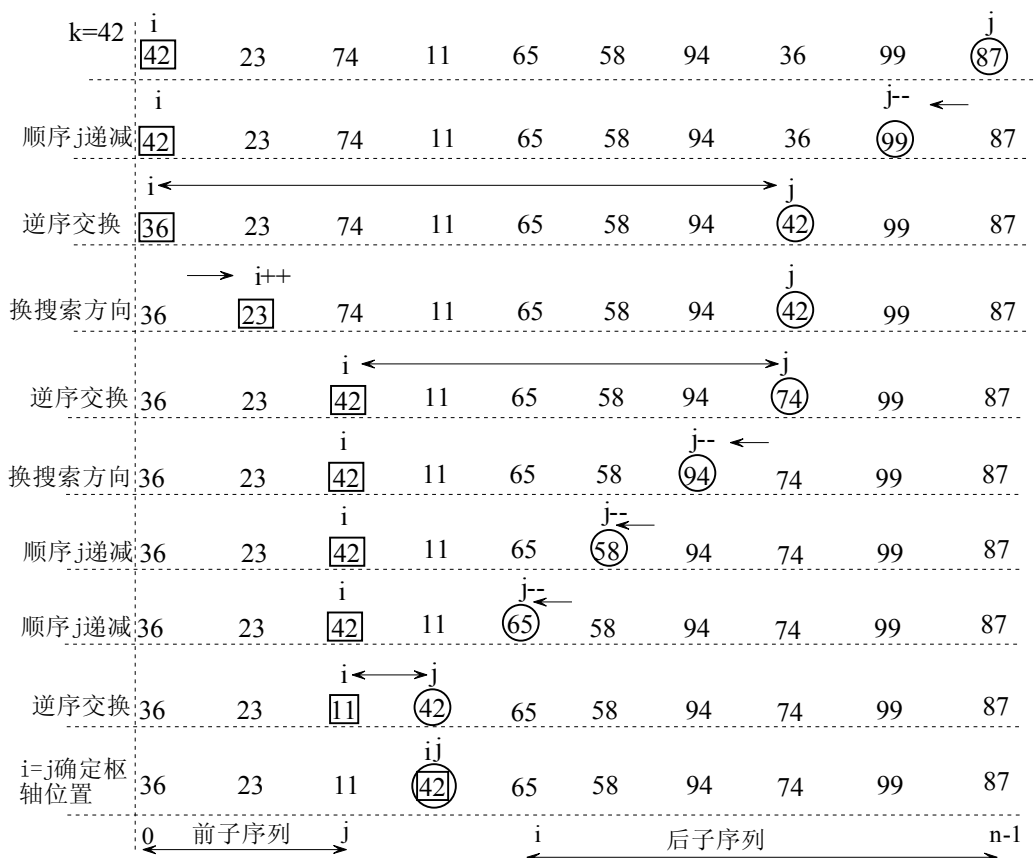 k=42 i j
42 23 74 11 65 58 94 36 99 87
i j--
顺序j递减 42 23 74 11 65 58 94 36 99 87
i j
逆序交换 36 23 74 11 65 58 94 42 99 87
i++ j
换搜索方向 36 23 74 11 65 58 94 42 99 87
i j
逆序交换 36 23 42 11 65 58 94 74 99 87
i j--
换搜索方向 36 23 42 11 65 58 94 74 99 87
i j--
顺序j递减 36 23 42 11 65 58 94 74 99 87
i j--
顺序j递减 36 23 42 11 65 58 94 74 99 87
i j
逆序交换 36 23 11 42 65 58 94 74 99 87
ij
i=j确定枢
轴位置 36 23 11 42 65 58 94 74 99 87
0 前子序列 j i 后子序列 n-1